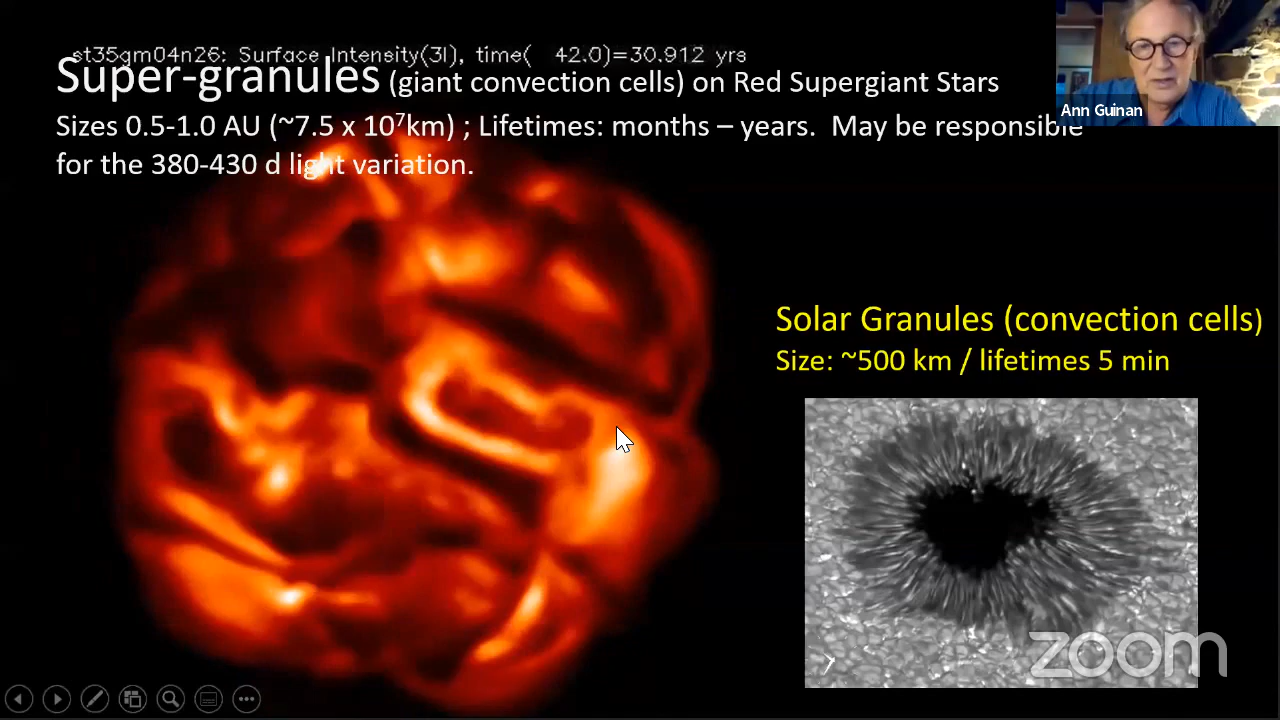 st35gm04n26: Surface Intensity(3I), time( 42.0)=30.912 yrs
Super-granules (giant convection cells) on Red Supergiant Stars
Sizes 0.5-1.0 AU (~7.5 x 10⁷km) ; Lifetimes: months – years. May be responsible
for the 380-430 d light variation.
Ann Guinan
Solar Granules (convection cells)
Size: ~500 km / lifetimes 5 min
zoom